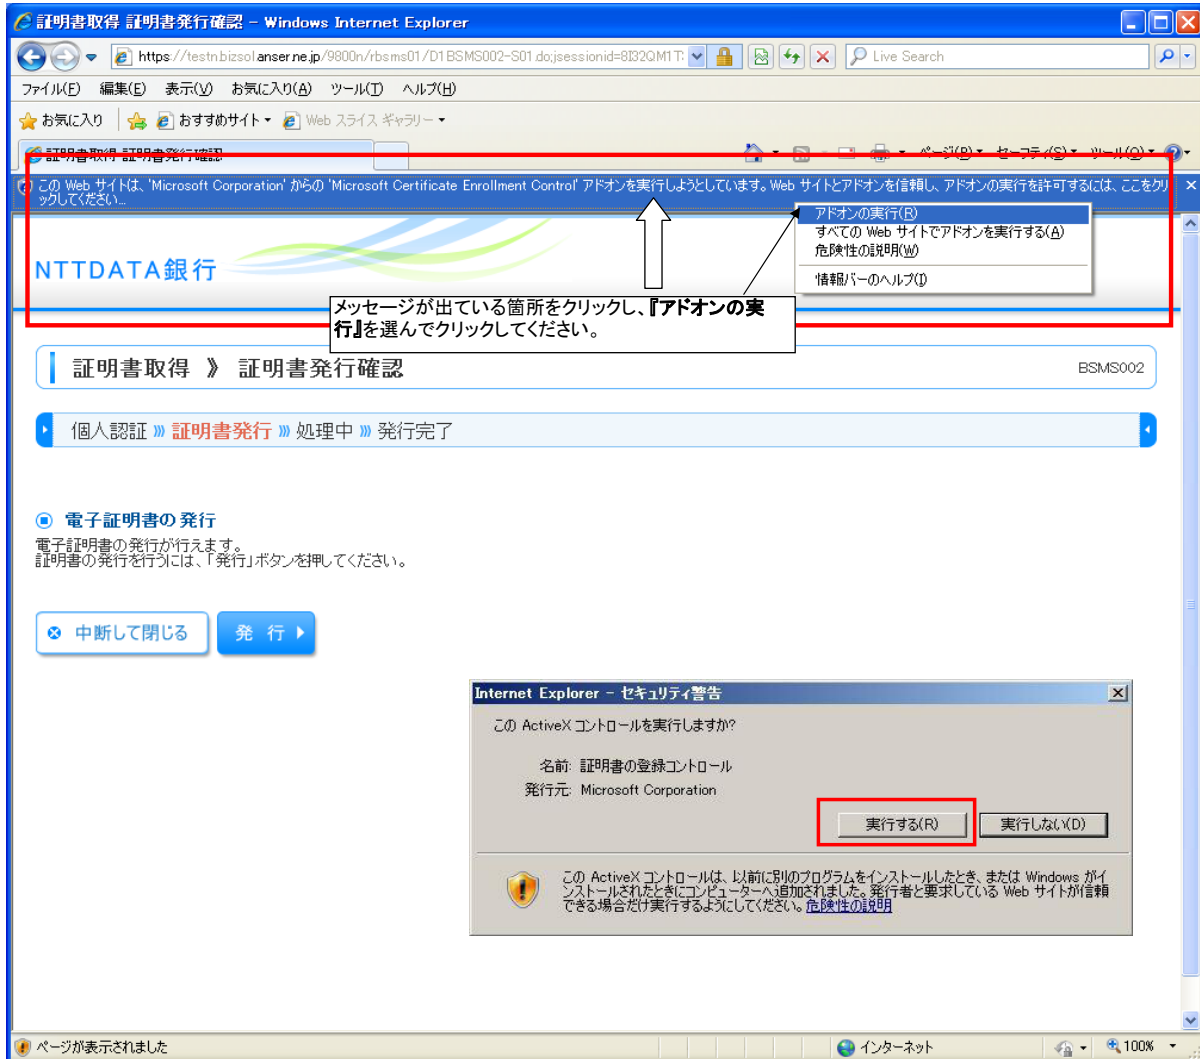 証明書取得 証明書発行確認 - Windows Internet Explorer
https://testn.bizsol.anser.ne.jp/9800n/rbsms01/D1BSMS002-S01.do;jsessionid=8I32QM1T:
Live Search
ファイル(F) 編集(E) 表示(V) お気に入り(A) ツール(T) ヘルプ(H)
お気に入り おすすめサイト Web スライス ギャラリー
証明書取得 証明書発行確認
ページ(P) セーフティ(S) ツール(O)
この Web サイトは、'Microsoft Corporation' からの 'Microsoft Certificate Enrollment Control' アドオンを実行しようとしています。Web サイトとアドオンを信頼し、アドオンの実行を許可するには、ここをクリ
ックしてください...
アドオンの実行(R)
すべての Web サイトでアドオンを実行する(A)
危険性の説明(W)
情報バーのヘルプ(I)
NTTDATA銀行
メッセージが出ている箇所をクリックし、『アドオンの実
行』を選んでクリックしてください。
証明書取得 》 証明書発行確認
BSMS002
個人認証 》》 証明書発行 》》 処理中 》》 発行完了
電子証明書の発行
電子証明書の発行が行えます。
証明書の発行を行うには、「発行」ボタンを押してください。
中断して閉じる 発 行
Internet Explorer - セキュリティ警告
この ActiveX コントロールを実行しますか?
名前: 証明書の登録コントロール
発行元: Microsoft Corporation
実行する(R) 実行しない(D)
この ActiveX コントロールは、以前に別のプログラムをインストールしたとき、または Windows がイ
ンストールされたときにコンピューターへ追加されました。発行者と要求している Web サイトが信頼
できる場合だけ実行するようにしてください。危険性の説明
ページが表示されました
インターネット
100%